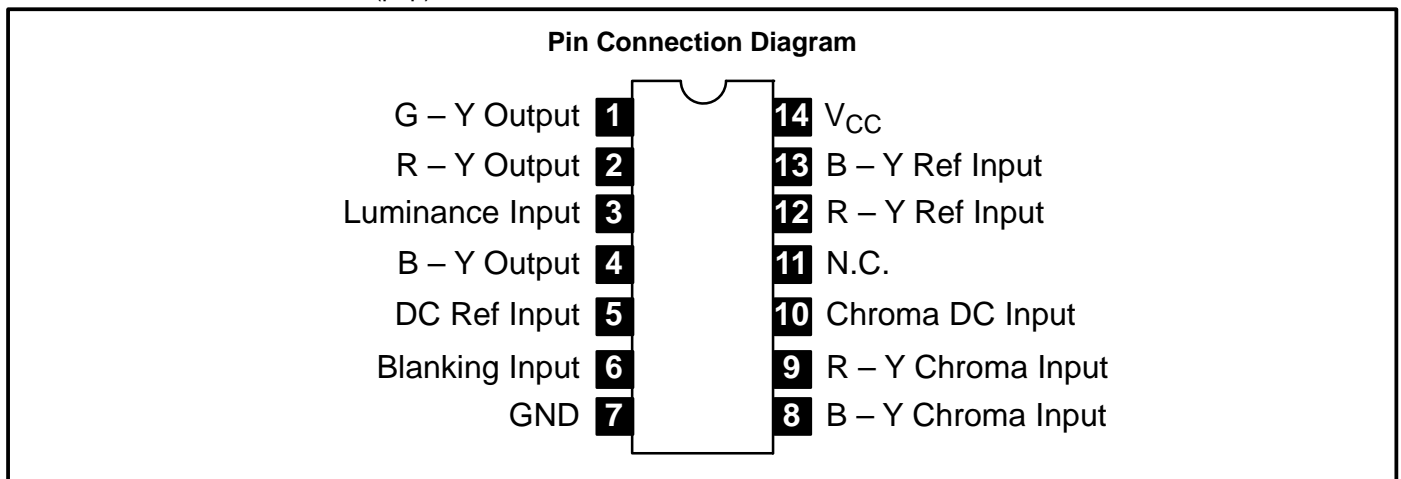 Pin Connection Diagram
G – Y Output 1 14 VCC
R – Y Output 2 13 B – Y Ref Input
Luminance Input 3 12 R – Y Ref Input
B – Y Output 4 11 N.C.
DC Ref Input 5 10 Chroma DC Input
Blanking Input 6 9 R – Y Chroma Input
GND 7 8 B – Y Chroma Input